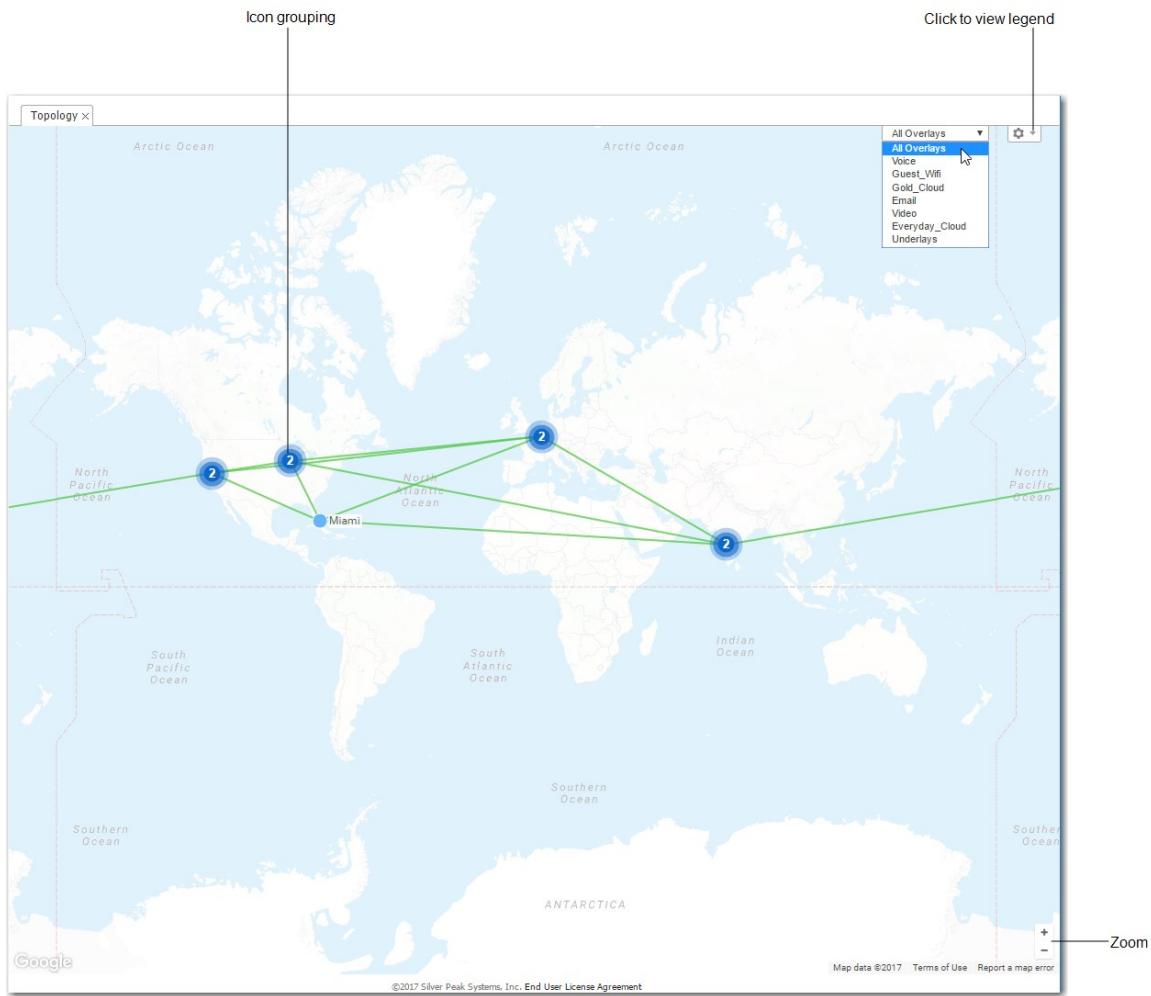 Icon grouping
Click to view legend
Topology ×
All Overlays
All Overlays
Voice
Guest_Wifi
Gold_Cloud
Email
Video
Everyday_Cloud
Underlays
Arctic Ocean
Arctic Ocean
2
2
2
2
Miami
North
Pacific
Ocean
North
Atlantic
Ocean
North
Pacific
Ocean
South
Pacific
Ocean
South
Atlantic
Ocean
Indian
Ocean
Southern
Ocean
Southern
Ocean
Southe
Ocean
ANTARCTICA
+
−
Zoom
Google
Map data ©2017 Terms of Use Report a map error
©2017 Silver Peak Systems, Inc. End User License Agreement